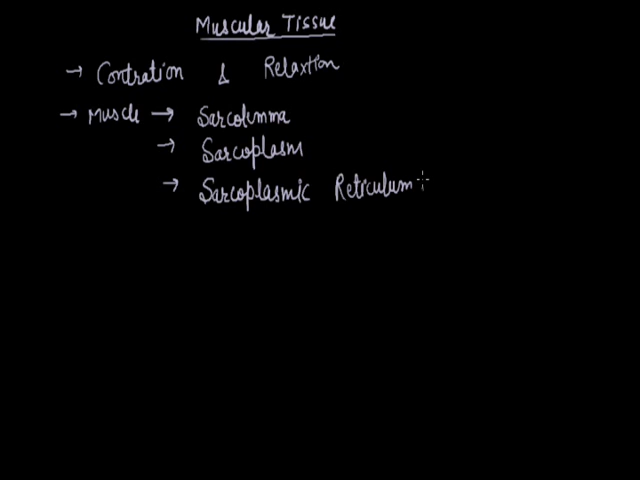 Muscular Tissue
→ Contration & Relaxtion
→ Muscle → Sarcolemma
→ Sarcoplasm
→ Sarcoplasmic Reticulum